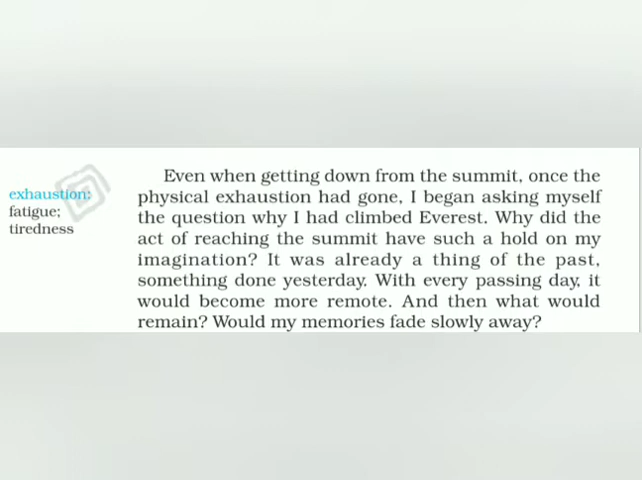 Even when getting down from the summit, once the
exhaustion:
fatigue;
tiredness
physical exhaustion had gone, I began asking myself
the question why I had climbed Everest. Why did the
act of reaching the summit have such a hold on my
imagination? It was already a thing of the past,
something done yesterday. With every passing day, it
would become more remote. And then what would
remain? Would my memories fade slowly away?